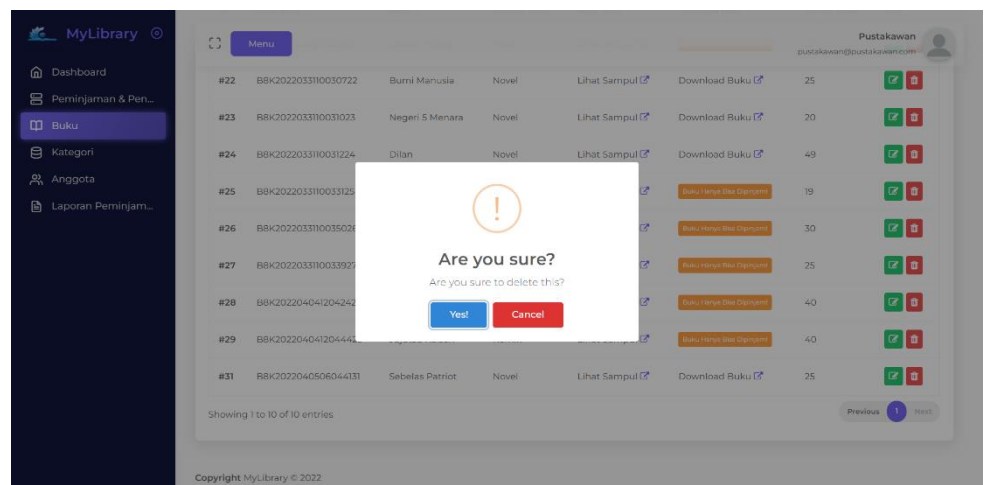 MyLibrary
Dashboard
Peminjaman & Pen...
Buku
Kategori
Anggota
Laporan Peminjam...
Menu
Pustakawan
pustakawan@pustakawan.com
#22 B8K2022033110030722 Bumi Manusia Novel Lihat Sampul Download Buku 25
#23 B8K2022033110031023 Negeri 5 Menara Novel Lihat Sampul Download Buku 20
#24 B8K2022033110031224 Dilan Novel Lihat Sampul Download Buku 49
#25 B8K2022033110033125 Buku Hanya Bisa Dipinjam! 19
#26 Buku Hanya Bisa Dipinjam! 30
#27 Buku Hanya Bisa Dipinjam! 25
#28 Buku Hanya Bisa Dipinjam! 40
#29 Buku Hanya Bisa Dipinjam! 40
#31 B8K2022040506044131 Sebelas Patriot Novel Lihat Sampul Download Buku 25
!
Are you sure?
Are you sure to delete this?
Yes! Cancel
Showing 1 to 10 of 10 entries
Previous 1 Next
Copyright MyLibrary © 2022